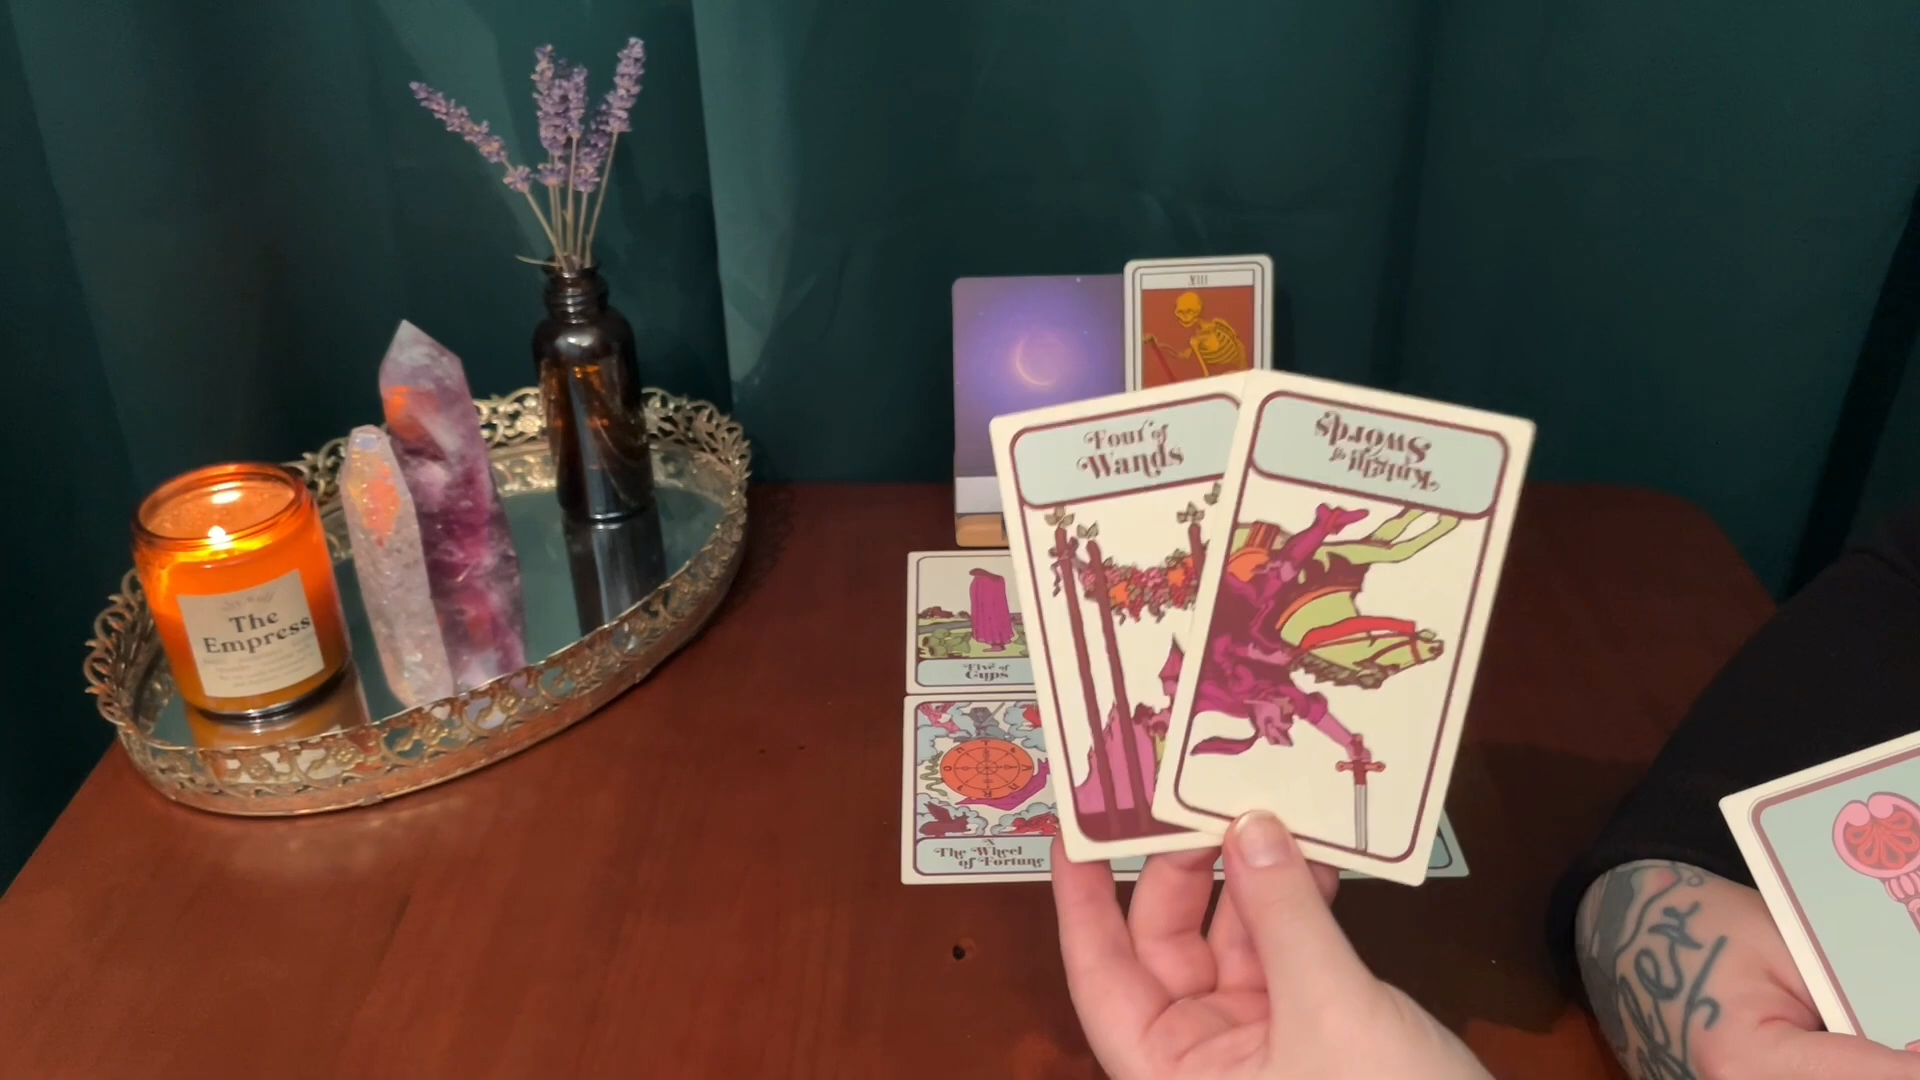 XIII
Four of
Wands
Knight of
Swords
The
Empress
Five of
Cups
X
The Wheel
of Fortune